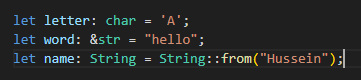 let letter: char = 'A';
let word: &str = "hello";
let name: String = String::from("Hussein");